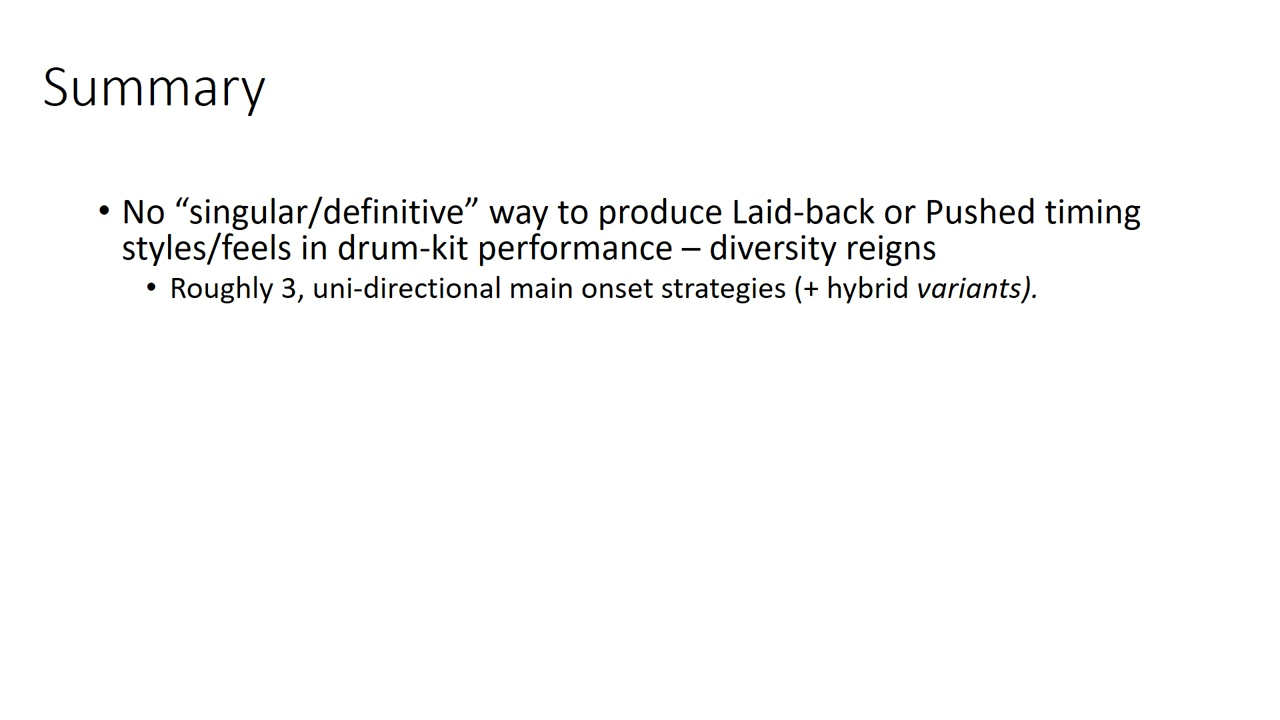 Summary
• No “singular/definitive” way to produce Laid-back or Pushed timing
styles/feels in drum-kit performance – diversity reigns
• Roughly 3, uni-directional main onset strategies (+ hybrid variants).